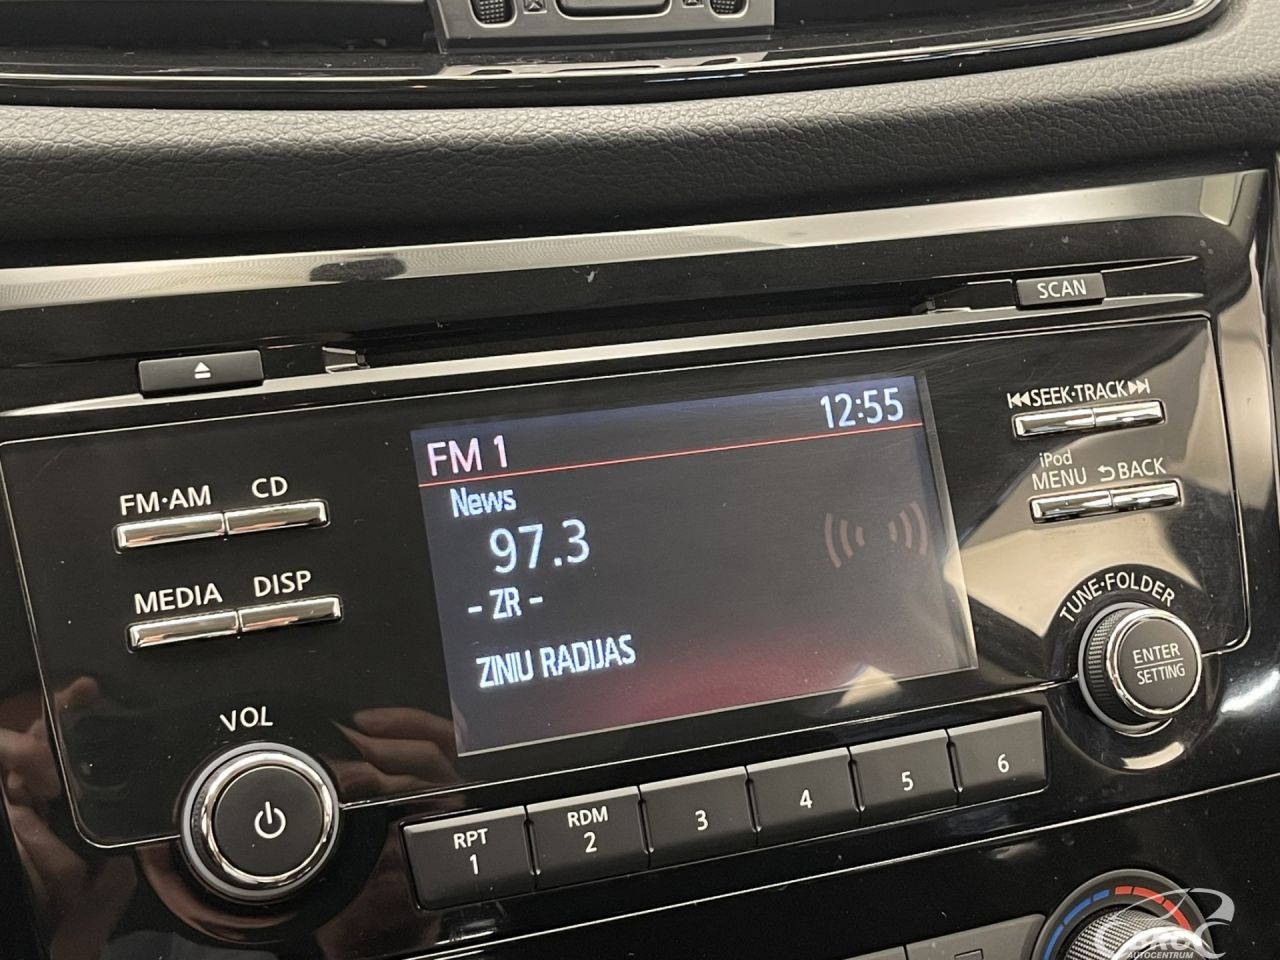 SCAN
FM 1 12:55
News
97.3
- ZR -
ZINIU RADIJAS
FM·AM CD
MEDIA DISP
VOL
SEEK·TRACK
iPod
MENU BACK
TUNE·FOLDER
ENTER
SETTING
RPT
1
RDM
2
3
4
5
6
AUTOCENTRUM